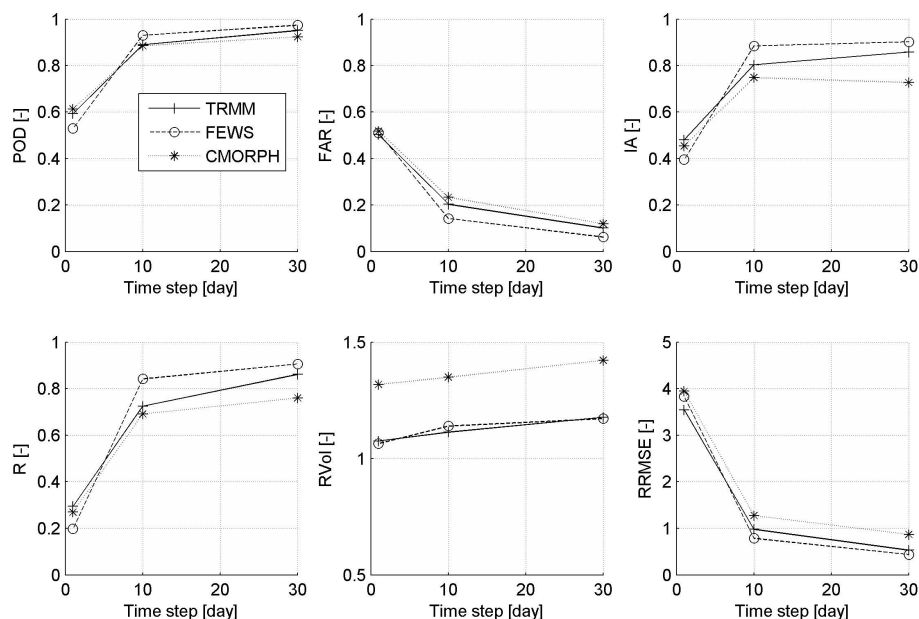 1
0.8
0.6
0.4
0.2
0
POD [-]
0 10 20 30
Time step [day]
TRMM
FEWS
CMORPH
1
0.8
0.6
0.4
0.2
0
FAR [-]
0 10 20 30
Time step [day]
1
0.8
0.6
0.4
0.2
0
IA [-]
0 10 20 30
Time step [day]
1
0.8
0.6
0.4
0.2
0
R [-]
0 10 20 30
Time step [day]
1.5
1
0.5
RVol [-]
0 10 20 30
Time step [day]
5
4
3
2
1
0
RRMSE [-]
0 10 20 30
Time step [day]